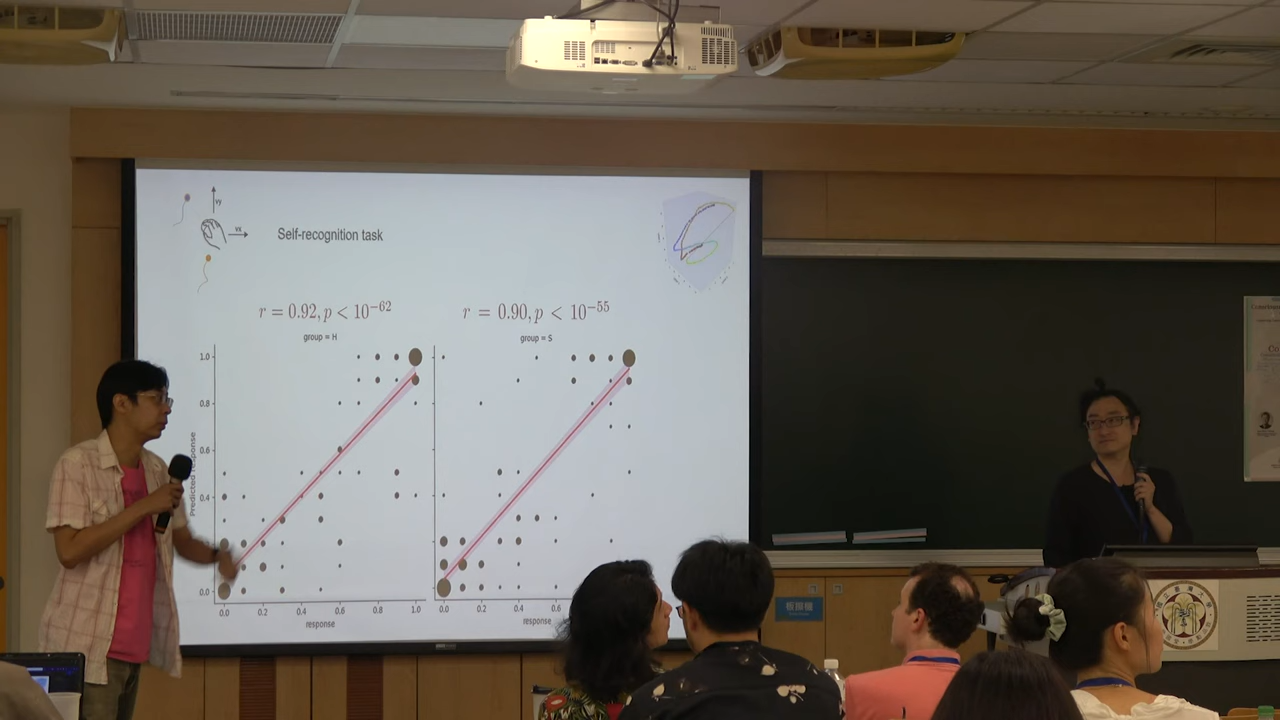 vy
vx
Self-recognition task
r = 0.92, p < 10⁻⁶² r = 0.90, p < 10⁻⁵⁵
group = H group = S
1.0
0.8
0.6
0.4
0.2
0.0
Predicted response
0.0 0.2 0.4 0.6 0.8 1.0 0.0 0.2 0.4 0.6
response response